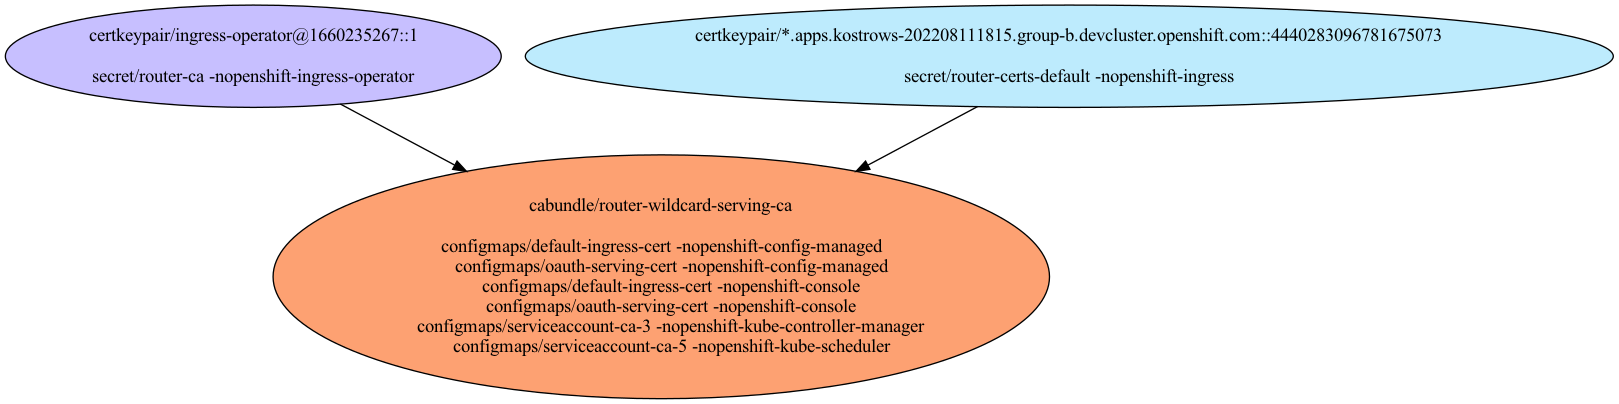 certkeypair/ingress-operator@1660235267::1
secret/router-ca -nopenshift-ingress-operator
certkeypair/*.apps.kostrows-202208111815.group-b.devcluster.openshift.com::4440283096781675073
secret/router-certs-default -nopenshift-ingress
cabundle/router-wildcard-serving-ca
configmaps/default-ingress-cert -nopenshift-config-managed
configmaps/oauth-serving-cert -nopenshift-config-managed
configmaps/default-ingress-cert -nopenshift-console
configmaps/oauth-serving-cert -nopenshift-console
configmaps/serviceaccount-ca-3 -nopenshift-kube-controller-manager
configmaps/serviceaccount-ca-5 -nopenshift-kube-scheduler